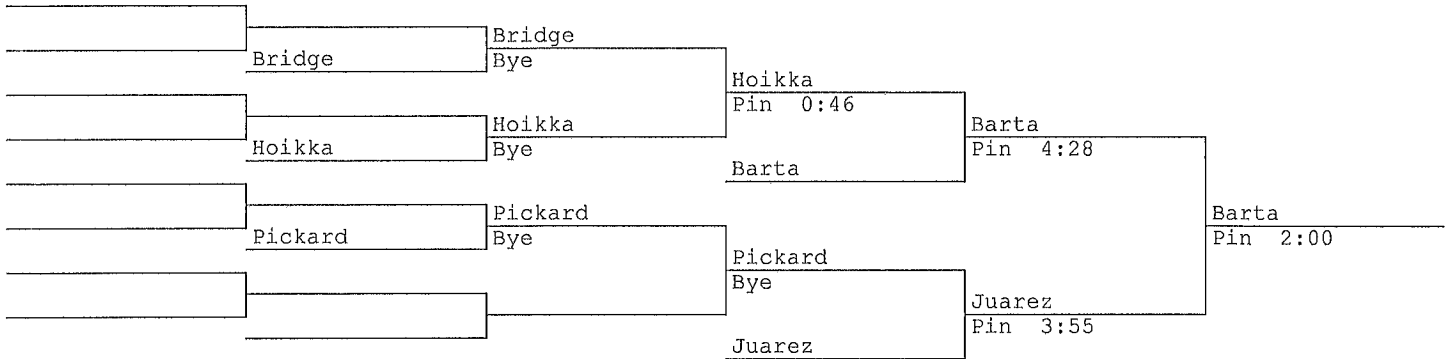 Bridge
Bridge
Bye
Hoikka
Pin 0:46
Hoikka
Hoikka
Bye
Barta
Pin 4:28
Barta
Pickard
Pickard
Bye
Barta
Pin 2:00
Pickard
Bye
Juarez
Pin 3:55
Juarez